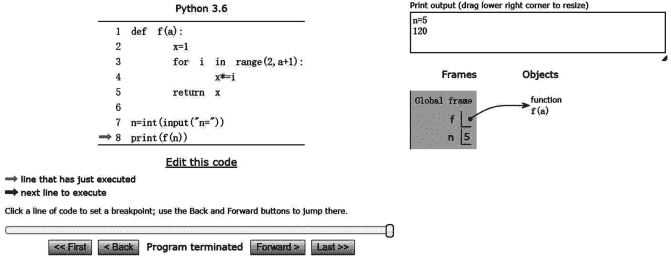 Python 3.6
1 def f(a):
2 x=1
3 for i in range(2,a+1):
4 x*=i
5 return x
6
7 n=int(input("n="))
8 print(f(n))
Edit this code
line that has just executed
next line to execute
Click a line of code to set a breakpoint; use the Back and Forward buttons to jump there.
<< First
< Back
Program terminated
Forward >
Last >>
Print output (drag lower right corner to resize)
n=5
120
Frames
Objects
Global frame
f
n 5
function
f(a)